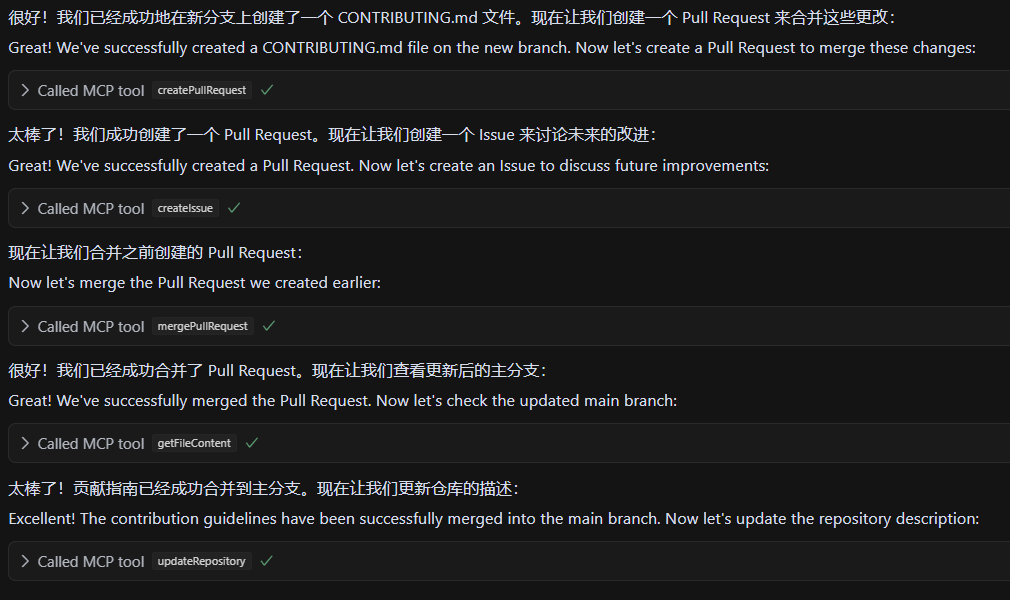 很好！我们已经成功地在新分支上创建了一个 CONTRIBUTING.md 文件。现在让我们创建一个 Pull Request 来合并这些更改：
Great! We've successfully created a CONTRIBUTING.md file on the new branch. Now let's create a Pull Request to merge these changes:
Called MCP tool createPullRequest
太棒了！我们成功创建了一个 Pull Request。现在让我们创建一个 Issue 来讨论未来的改进：
Great! We've successfully created a Pull Request. Now let's create an Issue to discuss future improvements:
Called MCP tool createIssue
现在让我们合并之前创建的 Pull Request：
Now let's merge the Pull Request we created earlier:
Called MCP tool mergePullRequest
很好！我们已经成功合并了 Pull Request。现在让我们查看更新后的主分支：
Great! We've successfully merged the Pull Request. Now let's check the updated main branch:
Called MCP tool getFileContent
太棒了！贡献指南已经成功合并到主分支。现在让我们更新仓库的描述：
Excellent! The contribution guidelines have been successfully merged into the main branch. Now let's update the repository description:
Called MCP tool updateRepository